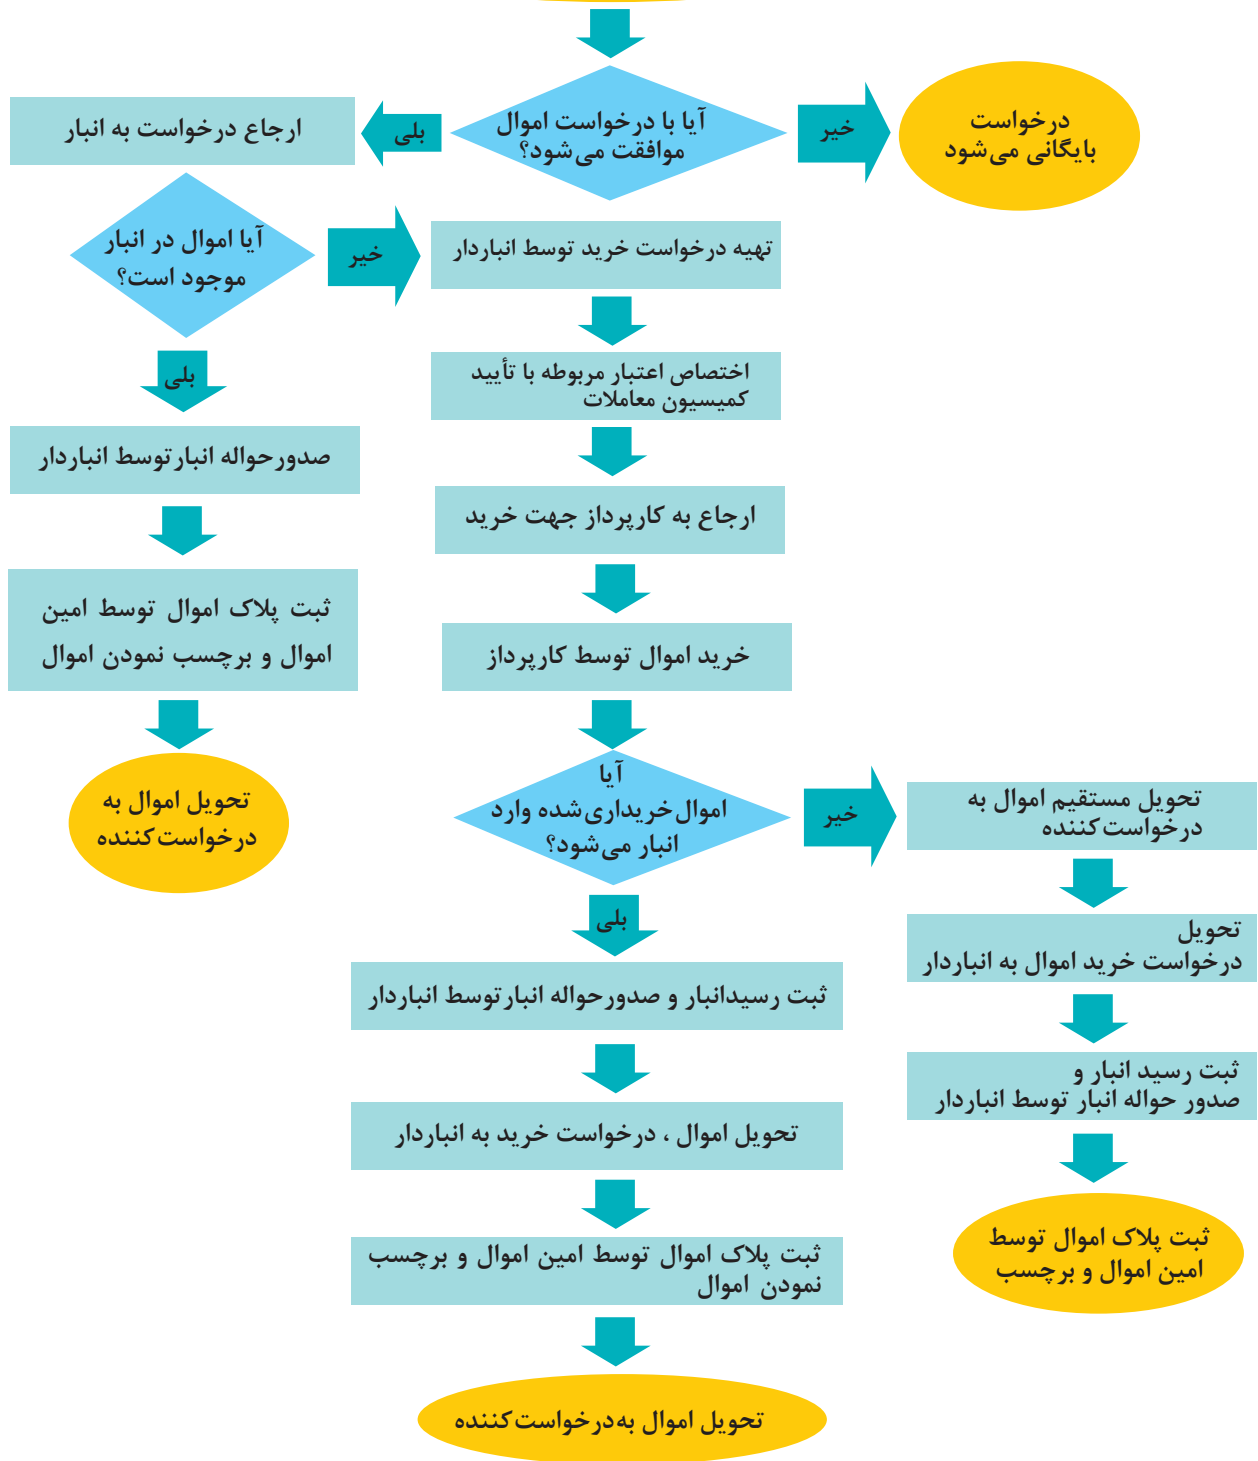 آیا با درخواست اموال
موافقت می‌شود؟
خیر
درخواست
بایگانی می‌شود
بلی
ارجاع درخواست به انبار
آیا اموال در انبار
موجود است؟
خیر
تهیه درخواست خرید توسط انباردار
اختصاص اعتبار مربوطه با تأیید
کمیسیون معاملات
ارجاع به کارپرداز جهت خرید
خرید اموال توسط کارپرداز
بلی
صدورحواله انبارتوسط انباردار
ثبت پلاک اموال توسط امین
اموال و برچسب نمودن اموال
تحویل اموال به
درخواست‌کننده
آیا
اموال‌خریداری‌شده وارد
انبار می‌شود؟
خیر
تحویل مستقیم اموال به
درخواست‌کننده
تحویل
درخواست خرید اموال به انباردار
ثبت رسید انبار و
صدور حواله انبار توسط انباردار
ثبت پلاک اموال توسط
امین اموال و برچسب
بلی
ثبت رسیدانبار و صدورحواله انبارتوسط انباردار
تحویل اموال ، درخواست خرید به انباردار
ثبت پلاک اموال توسط امین اموال و برچسب
نمودن اموال
تحویل اموال به‌درخواست‌کننده